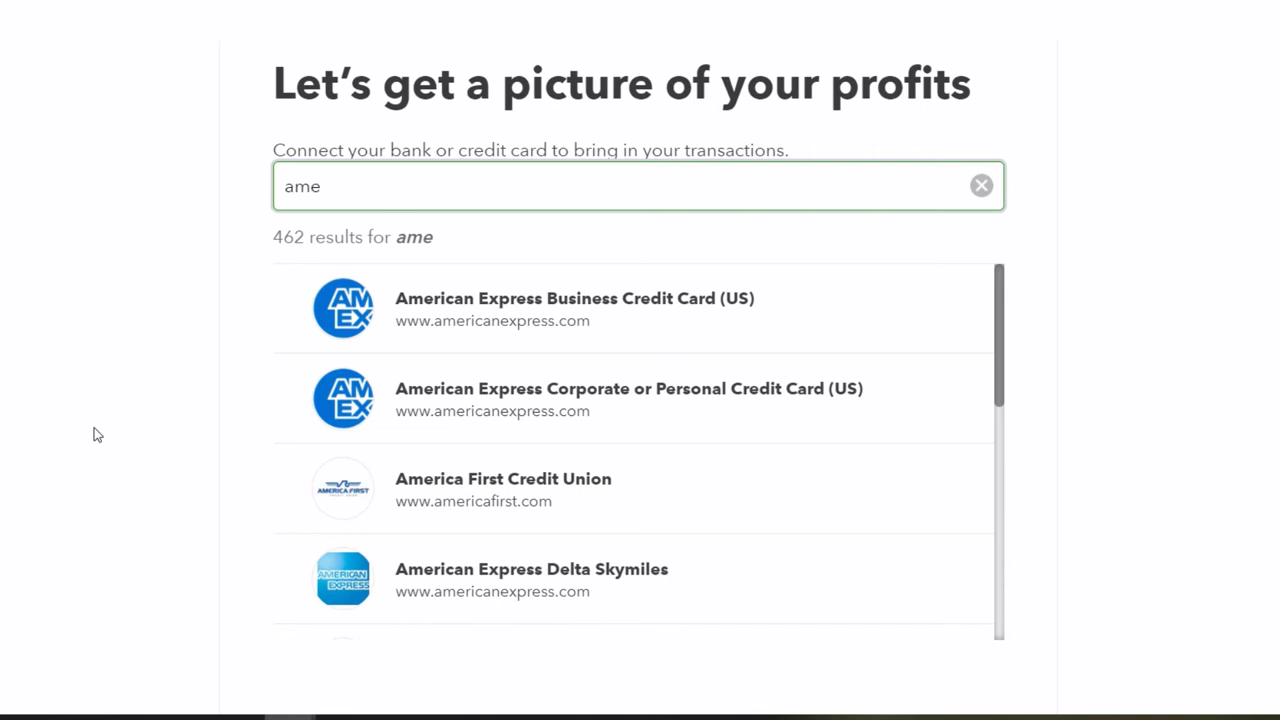 Let's get a picture of your profits
Connect your bank or credit card to bring in your transactions.
ame
462 results for ame
AM
EX
American Express Business Credit Card (US)
www.americanexpress.com
AM
EX
American Express Corporate or Personal Credit Card (US)
www.americanexpress.com
AMERICA FIRST
CREDIT UNION
America First Credit Union
www.americafirst.com
AMERICAN
EXPRESS
American Express Delta Skymiles
www.americanexpress.com